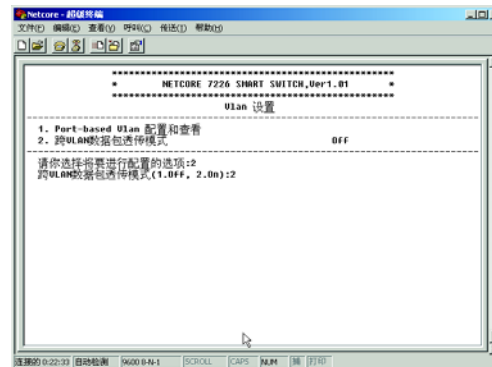 Netcore - 超级终端
文件(F) 编辑(E) 查看(V) 呼叫(C) 传送(T) 帮助(H)
*************************************************
* NETCORE 7226 SMART SWITCH,Ver1.01 *
*************************************************
Vlan 设置
1. Port-based Vlan 配置和查看
2. 跨VLAN数据包透传模式 Off
请你选择将要进行配置的选项:2
跨VLAN数据包透传模式(1.Off, 2.On):2
连接的 0:22:33 自动检测 9600 8-N-1 SCROLL CAPS NUM 捕 打印